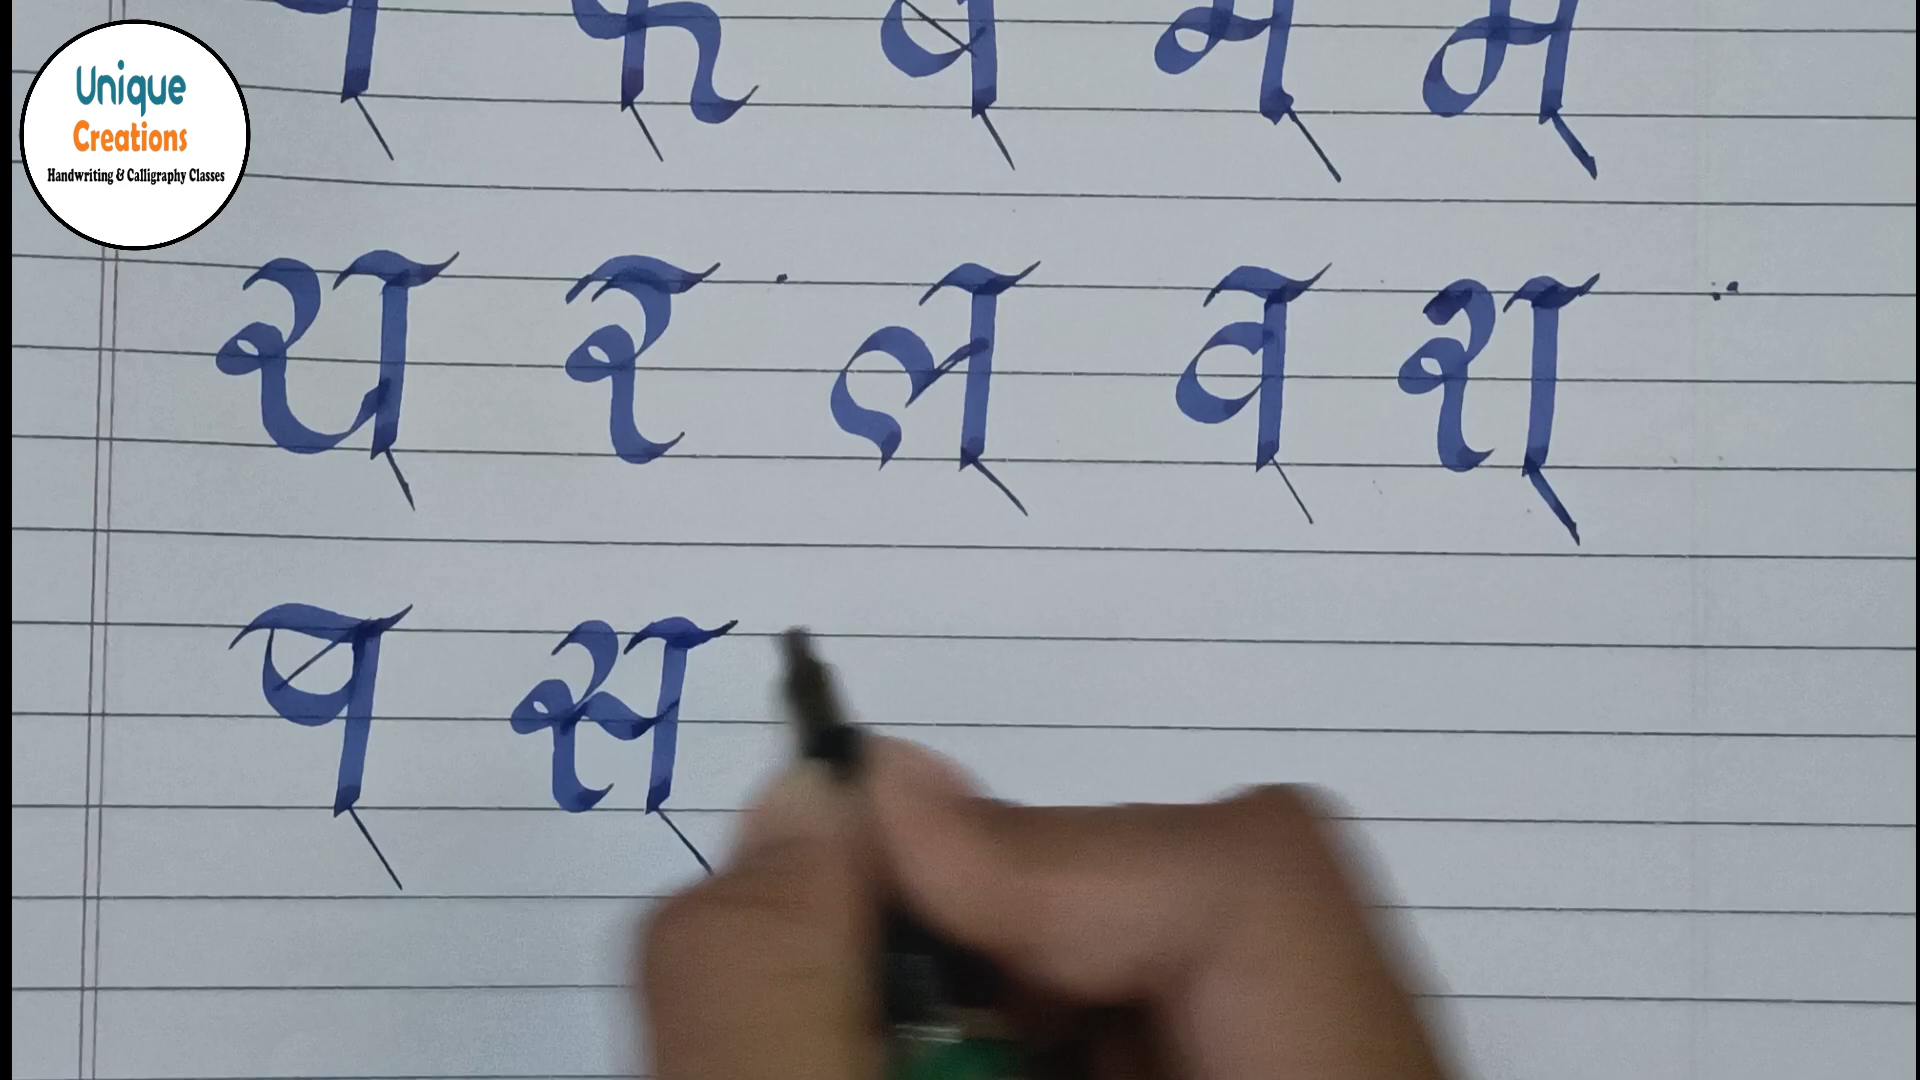 Unique
Creations
Handwriting & Calligraphy Classes
प फ ब भ म
य र ल व श
ष स